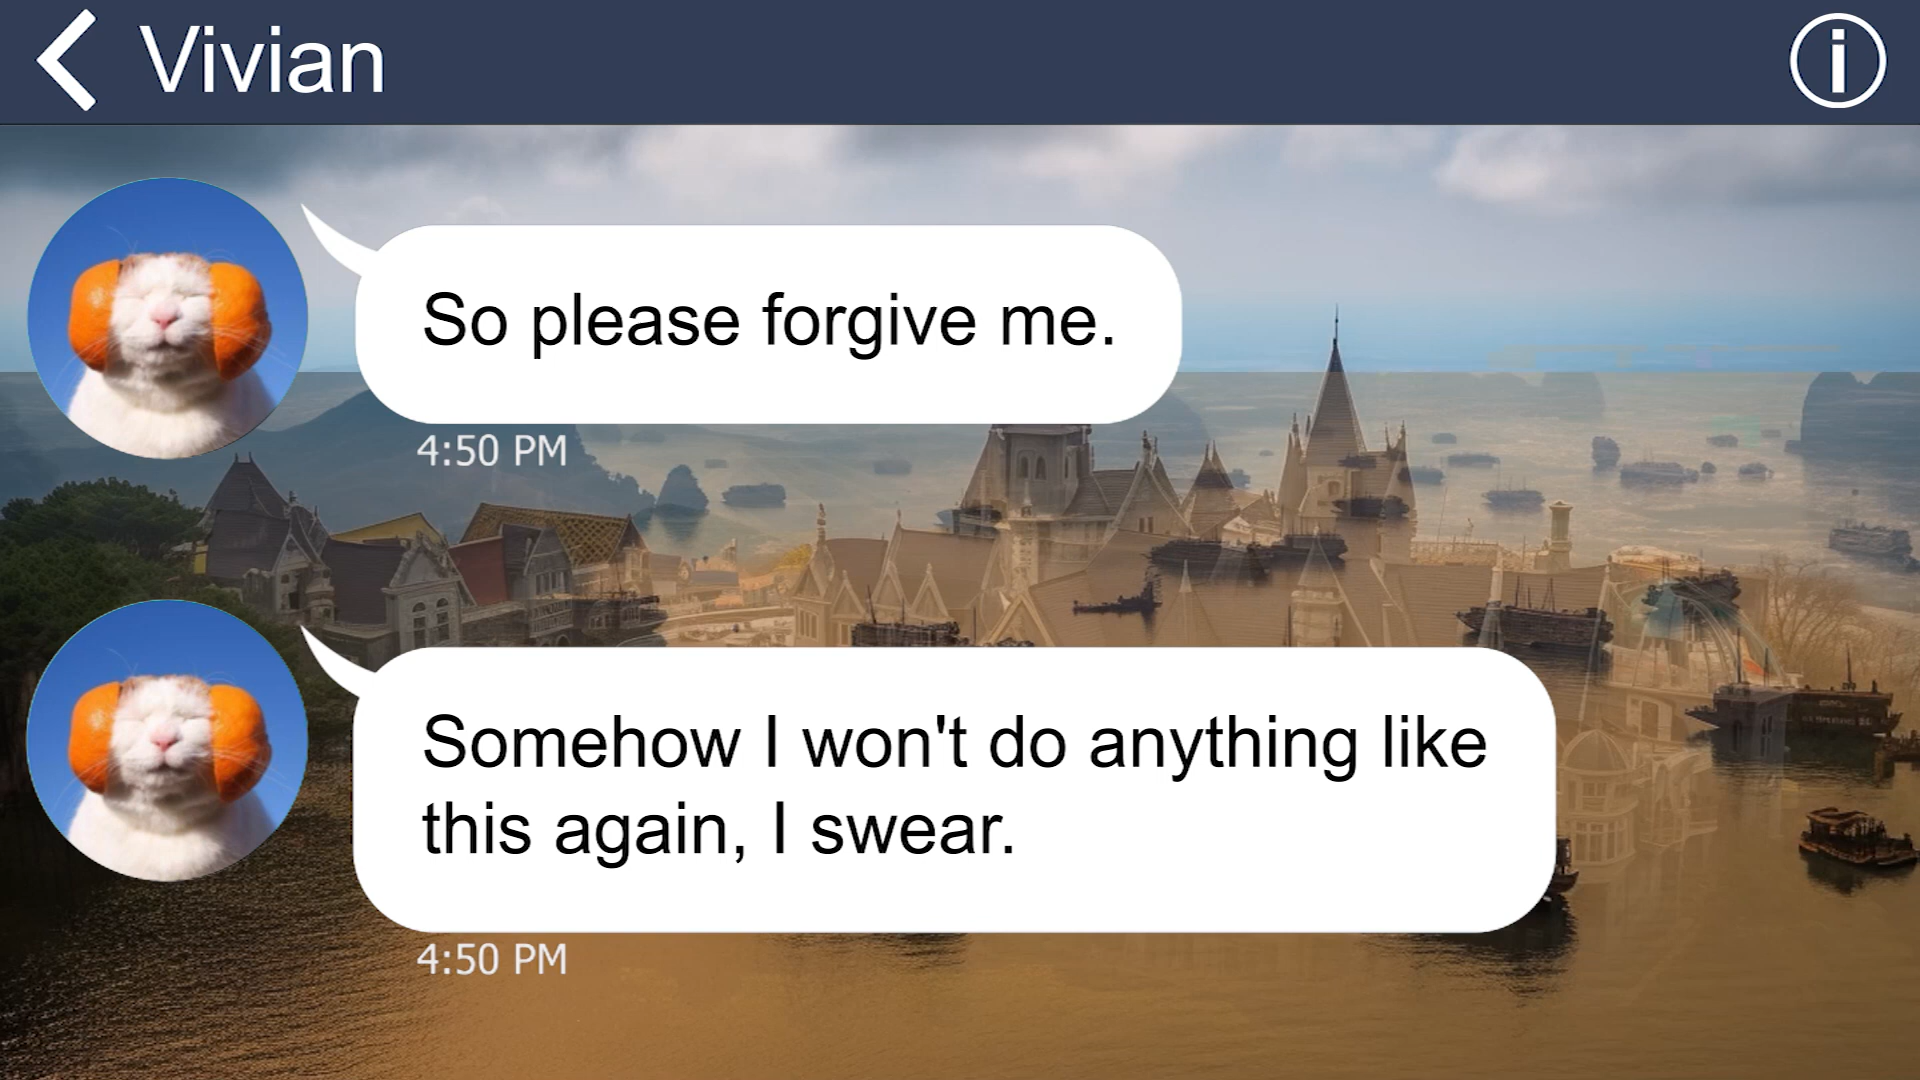 Vivian
So please forgive me.
4:50 PM
Somehow I won't do anything like
this again, I swear.
4:50 PM